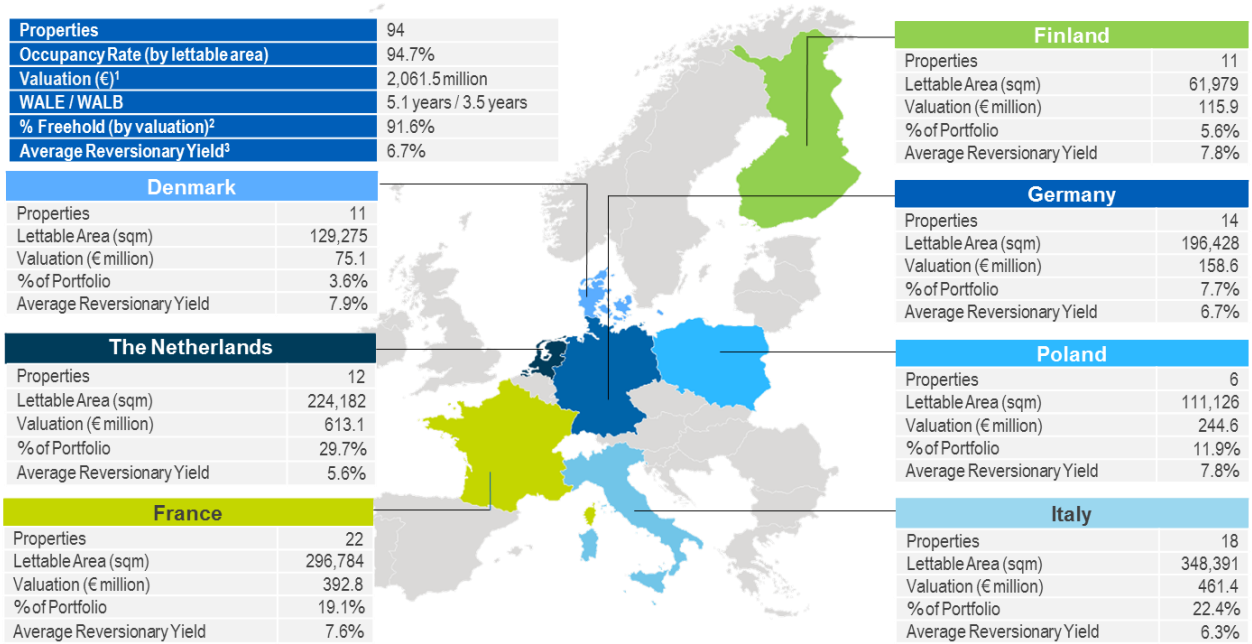 Properties 94
Occupancy Rate (by lettable area) 94.7%
Valuation (€)¹ 2,061.5 million
WALE / WALB 5.1 years / 3.5 years
% Freehold (by valuation)² 91.6%
Average Reversionary Yield³ 6.7%
Denmark
Properties 11
Lettable Area (sqm) 129,275
Valuation (€ million) 75.1
% of Portfolio 3.6%
Average Reversionary Yield 7.9%
The Netherlands
Properties 12
Lettable Area (sqm) 224,182
Valuation (€ million) 613.1
% of Portfolio 29.7%
Average Reversionary Yield 5.6%
France
Properties 22
Lettable Area (sqm) 296,784
Valuation (€ million) 392.8
% of Portfolio 19.1%
Average Reversionary Yield 7.6%
Finland
Properties 11
Lettable Area (sqm) 61,979
Valuation (€ million) 115.9
% of Portfolio 5.6%
Average Reversionary Yield 7.8%
Germany
Properties 14
Lettable Area (sqm) 196,428
Valuation (€ million) 158.6
% of Portfolio 7.7%
Average Reversionary Yield 6.7%
Poland
Properties 6
Lettable Area (sqm) 111,126
Valuation (€ million) 244.6
% of Portfolio 11.9%
Average Reversionary Yield 7.8%
Italy
Properties 18
Lettable Area (sqm) 348,391
Valuation (€ million) 461.4
% of Portfolio 22.4%
Average Reversionary Yield 6.3%